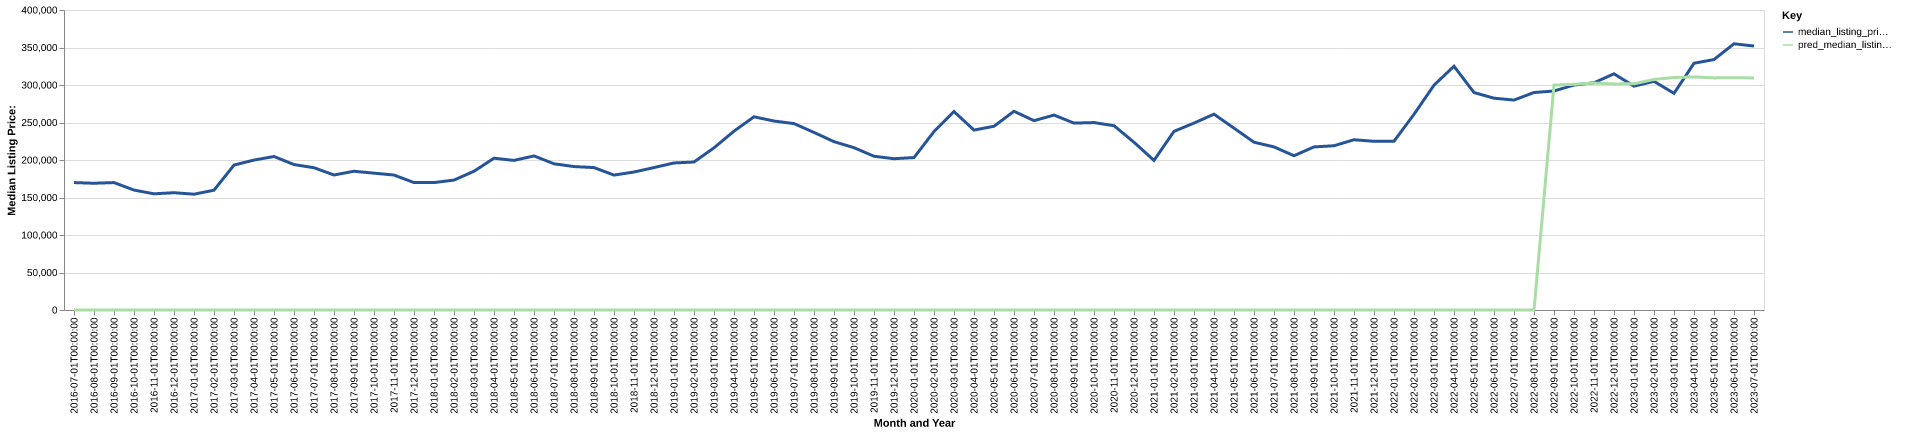 400,000
350,000
300,000
250,000
200,000
150,000
100,000
50,000
0
Median Listing Price:
2016-07-01T00:00:00
2016-08-01T00:00:00
2016-09-01T00:00:00
2016-10-01T00:00:00
2016-11-01T00:00:00
2016-12-01T00:00:00
2017-01-01T00:00:00
2017-02-01T00:00:00
2017-03-01T00:00:00
2017-04-01T00:00:00
2017-05-01T00:00:00
2017-06-01T00:00:00
2017-07-01T00:00:00
2017-08-01T00:00:00
2017-09-01T00:00:00
2017-10-01T00:00:00
2017-11-01T00:00:00
2017-12-01T00:00:00
2018-01-01T00:00:00
2018-02-01T00:00:00
2018-03-01T00:00:00
2018-04-01T00:00:00
2018-05-01T00:00:00
2018-06-01T00:00:00
2018-07-01T00:00:00
2018-08-01T00:00:00
2018-09-01T00:00:00
2018-10-01T00:00:00
2018-11-01T00:00:00
2018-12-01T00:00:00
2019-01-01T00:00:00
2019-02-01T00:00:00
2019-03-01T00:00:00
2019-04-01T00:00:00
2019-05-01T00:00:00
2019-06-01T00:00:00
2019-07-01T00:00:00
2019-08-01T00:00:00
2019-09-01T00:00:00
2019-10-01T00:00:00
2019-11-01T00:00:00
2019-12-01T00:00:00
2020-01-01T00:00:00
2020-02-01T00:00:00
2020-03-01T00:00:00
2020-04-01T00:00:00
2020-05-01T00:00:00
2020-06-01T00:00:00
2020-07-01T00:00:00
2020-08-01T00:00:00
2020-09-01T00:00:00
2020-10-01T00:00:00
2020-11-01T00:00:00
2020-12-01T00:00:00
2021-01-01T00:00:00
2021-02-01T00:00:00
2021-03-01T00:00:00
2021-04-01T00:00:00
2021-05-01T00:00:00
2021-06-01T00:00:00
2021-07-01T00:00:00
2021-08-01T00:00:00
2021-09-01T00:00:00
2021-10-01T00:00:00
2021-11-01T00:00:00
2021-12-01T00:00:00
2022-01-01T00:00:00
2022-02-01T00:00:00
2022-03-01T00:00:00
2022-04-01T00:00:00
2022-05-01T00:00:00
2022-06-01T00:00:00
2022-07-01T00:00:00
2022-08-01T00:00:00
2022-09-01T00:00:00
2022-10-01T00:00:00
2022-11-01T00:00:00
2022-12-01T00:00:00
2023-01-01T00:00:00
2023-02-01T00:00:00
2023-03-01T00:00:00
2023-04-01T00:00:00
2023-05-01T00:00:00
2023-06-01T00:00:00
2023-07-01T00:00:00
Month and Year
Key
median_listing_pri…
pred_median_listin…